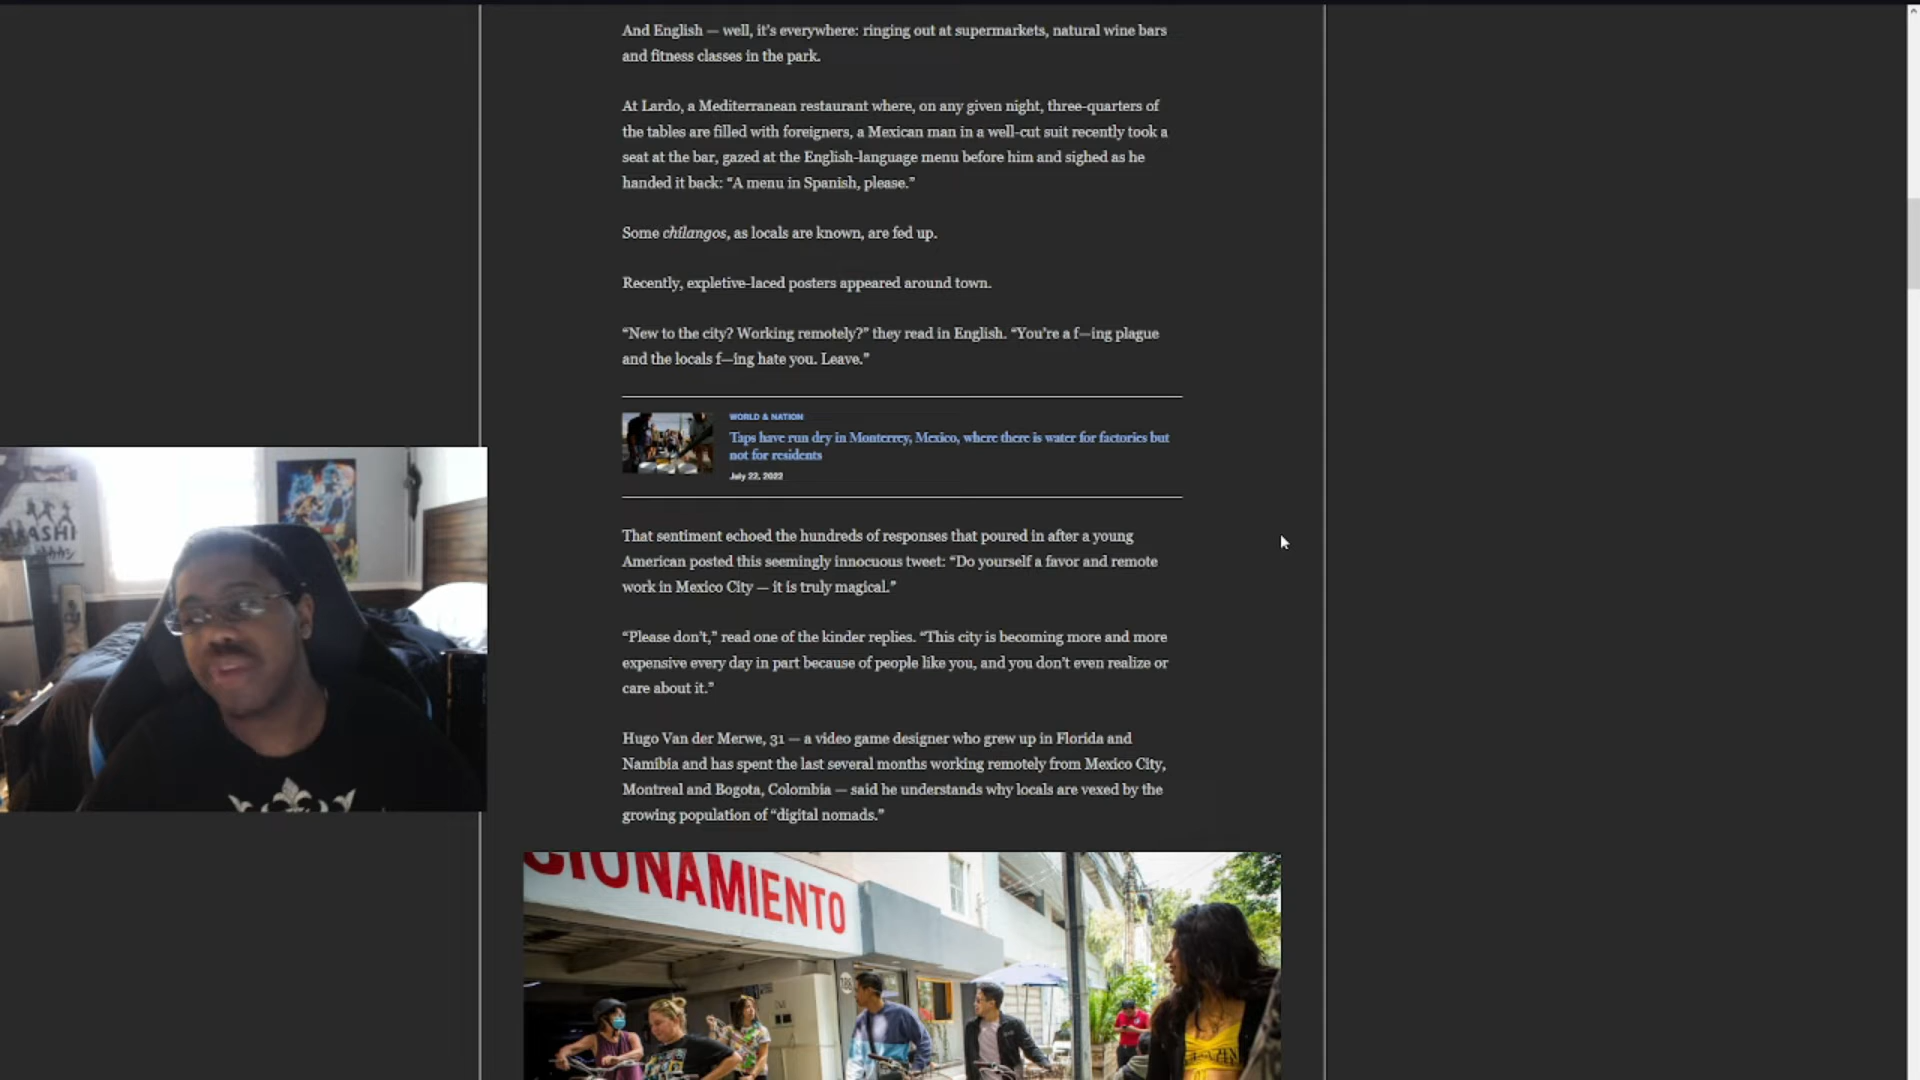 And English — well, it's everywhere: ringing out at supermarkets, natural wine bars
and fitness classes in the park.
At Lardo, a Mediterranean restaurant where, on any given night, three-quarters of
the tables are filled with foreigners, a Mexican man in a well-cut suit recently took a
seat at the bar, gazed at the English-language menu before him and sighed as he
handed it back: “A menu in Spanish, please.”
Some chilangos, as locals are known, are fed up.
Recently, expletive-laced posters appeared around town.
“New to the city? Working remotely?” they read in English. “You're a f—ing plague
and the locals f—ing hate you. Leave.”
WORLD & NATION
Taps have run dry in Monterrey, Mexico, where there is water for factories but
not for residents
July 22, 2022
That sentiment echoed the hundreds of responses that poured in after a young
American posted this seemingly innocuous tweet: “Do yourself a favor and remote
work in Mexico City — it is truly magical.”
“Please don't,” read one of the kinder replies. “This city is becoming more and more
expensive every day in part because of people like you, and you don't even realize or
care about it.”
Hugo Van der Merwe, 31 — a video game designer who grew up in Florida and
Namibia and has spent the last several months working remotely from Mexico City,
Montreal and Bogota, Colombia — said he understands why locals are vexed by the
growing population of “digital nomads.”
CIONAMIENTO